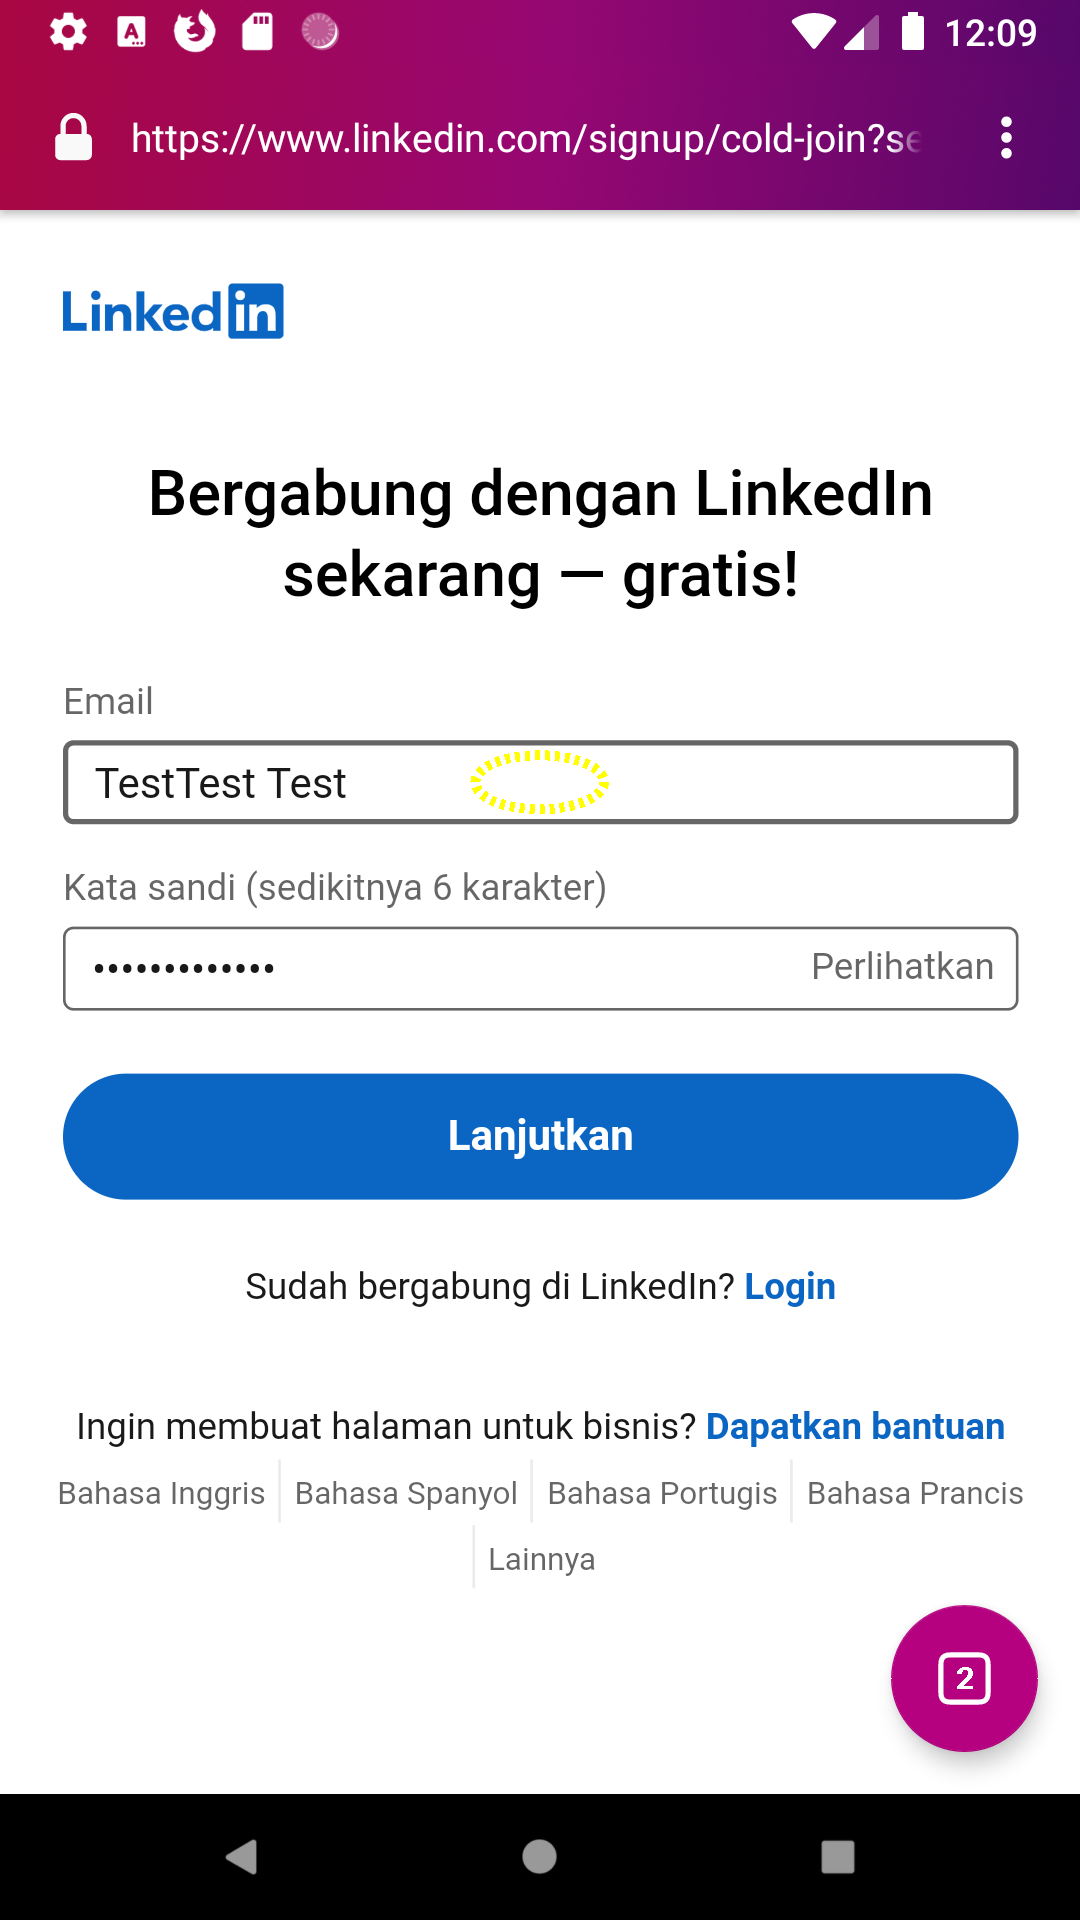 12:09
https://www.linkedin.com/signup/cold-join?se
Linkedin
Bergabung dengan LinkedIn
sekarang — gratis!
Email
TestTest Test
Kata sandi (sedikitnya 6 karakter)
••••••••••••• Perlihatkan
Lanjutkan
Sudah bergabung di LinkedIn? Login
Ingin membuat halaman untuk bisnis? Dapatkan bantuan
Bahasa Inggris Bahasa Spanyol Bahasa Portugis Bahasa Prancis
Lainnya
2